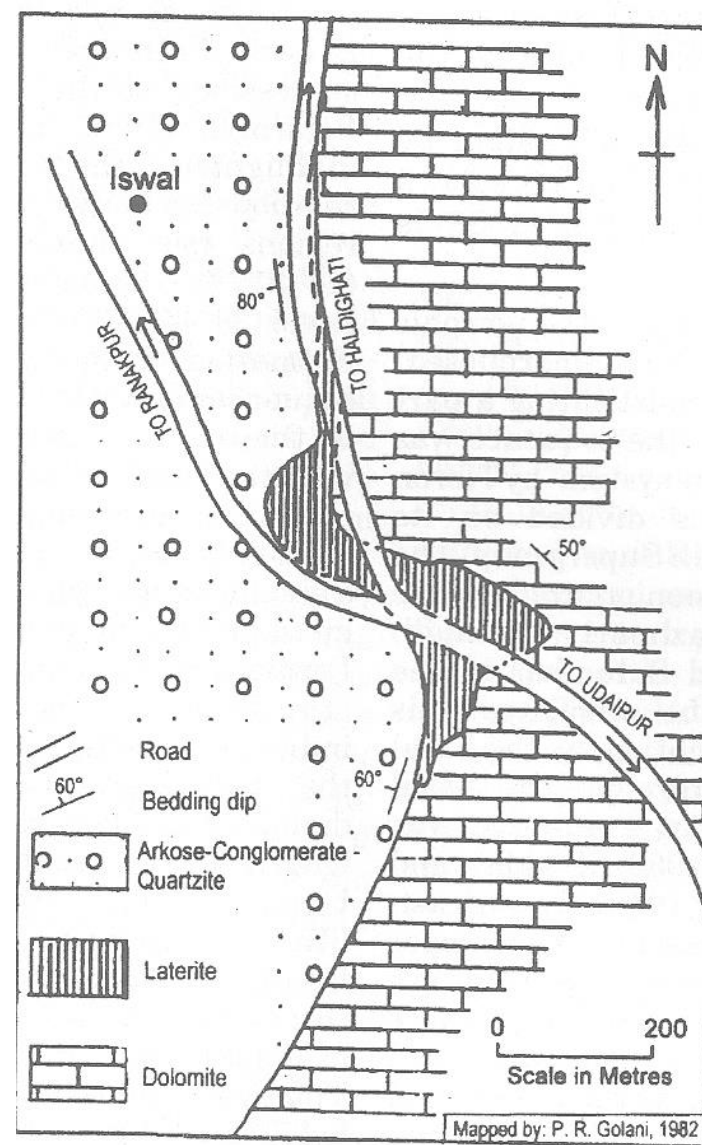 N
Iswal
80°
TO HALDIGHATI
TO RANAKPUR
50°
TO UDAIPUR
60°
Road
60°
Bedding dip
Arkose-Conglomerate -
Quartzite
Laterite
Dolomite
0 200
Scale in Metres
Mapped by: P. R. Golani, 1982